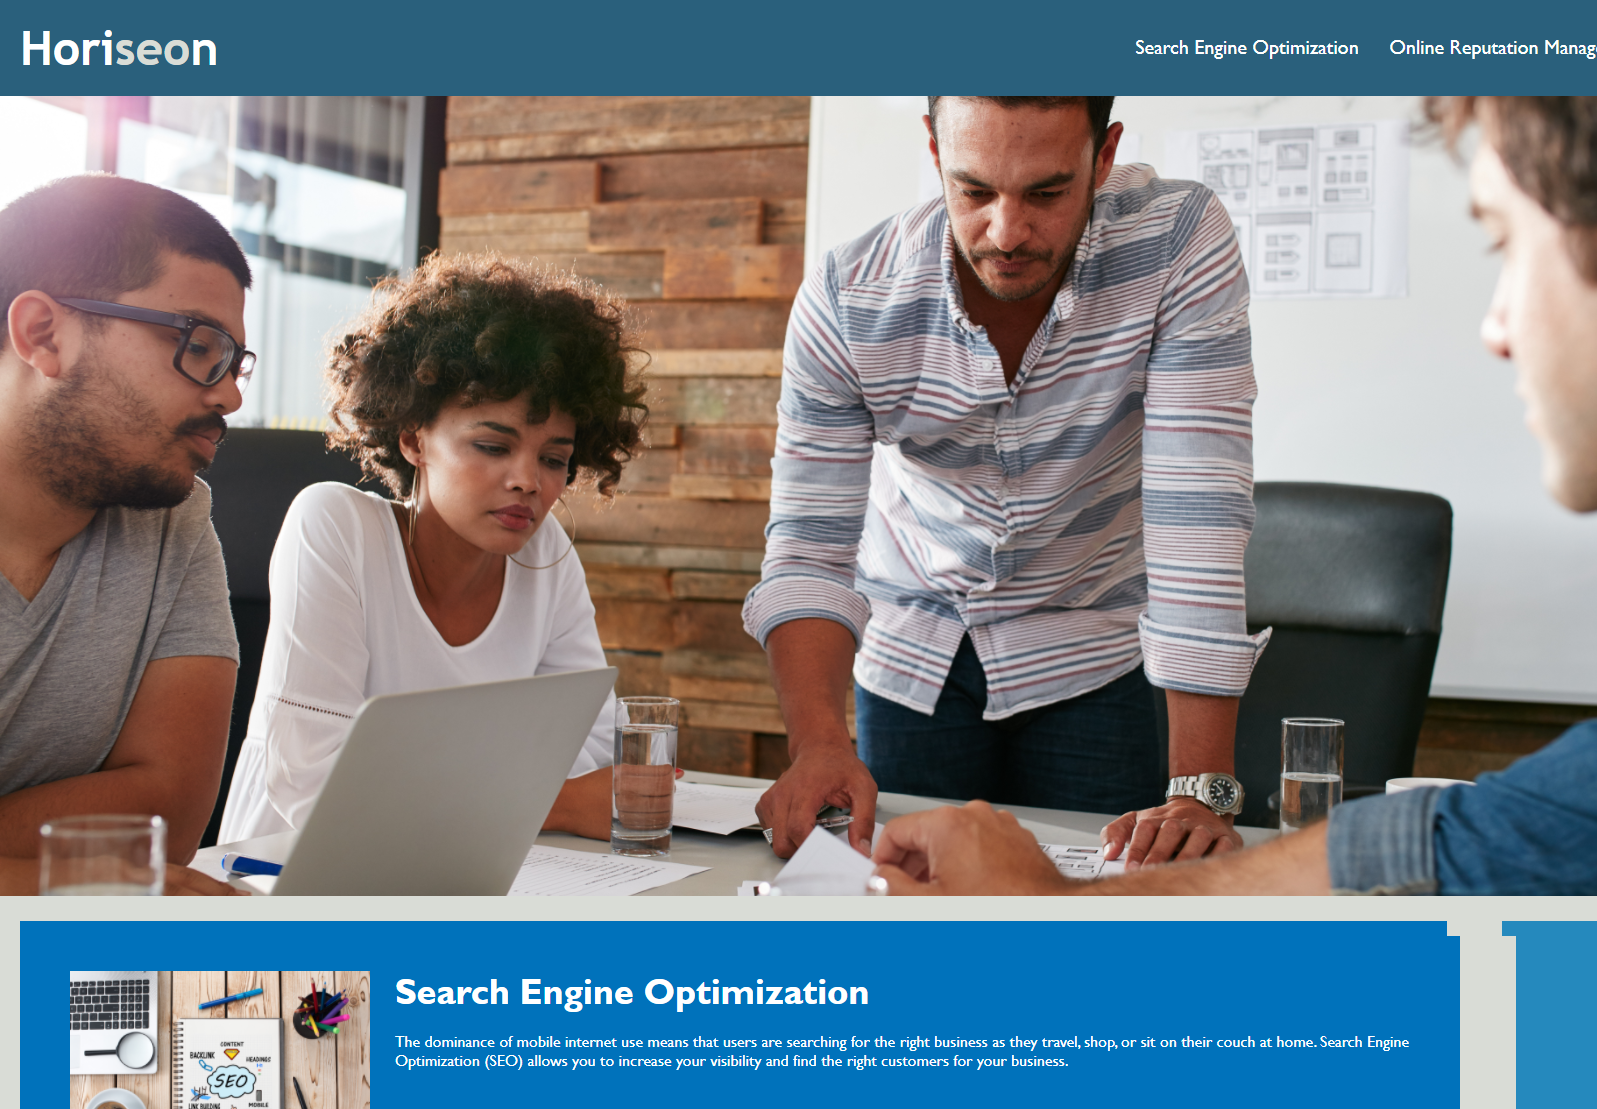 Horiseon
Search Engine Optimization
Online Reputation Manag
CONTENT
BACKLINK
HEADINGS
SEO
LINK BUILDING
MOBILE
Search Engine Optimization
The dominance of mobile internet use means that users are searching for the right business as they travel, shop, or sit on their couch at home. Search Engine
Optimization (SEO) allows you to increase your visibility and find the right customers for your business.